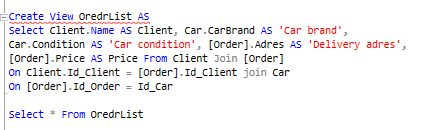 Create View OredrList AS
Select Client.Name AS Client, Car.CarBrand AS 'Car brand',
Car.Condition AS 'Car condition', [Order].Adres AS 'Delivery adres',
[Order].Price AS Price From Client Join [Order]
On Client.Id_Client = [Order].Id_Client join Car
On [Order].Id_Order = Id_Car
Select * From OredrList